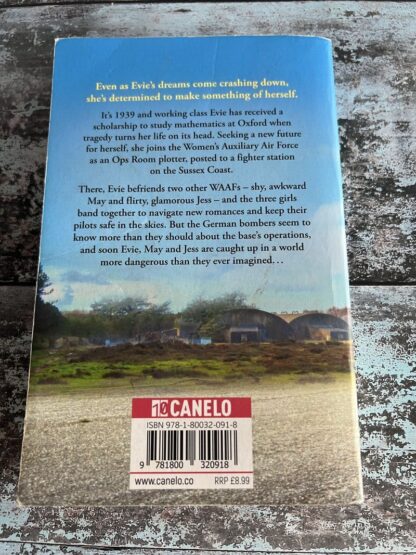 Even as Evie's dreams come crashing down,
she's determined to make something of herself.
It's 1939 and working class Evie has received a
scholarship to study mathematics at Oxford when
tragedy turns her life on its head. Seeking a new future
for herself, she joins the Women's Auxiliary Air Force
as an Ops Room plotter, posted to a fighter station
on the Sussex Coast.
There, Evie befriends two other WAAFs – shy, awkward
May and flirty, glamorous Jess – and the three girls
band together to navigate new romances and keep their
pilots safe in the skies. But the German bombers seem to
know more than they should about the base's operations,
and soon Evie, May and Jess are caught up in a world
more dangerous than they ever imagined…
10 CANELO
ISBN 978-1-80032-091-8
9 781800 320918
www.canelo.co RRP £8.99